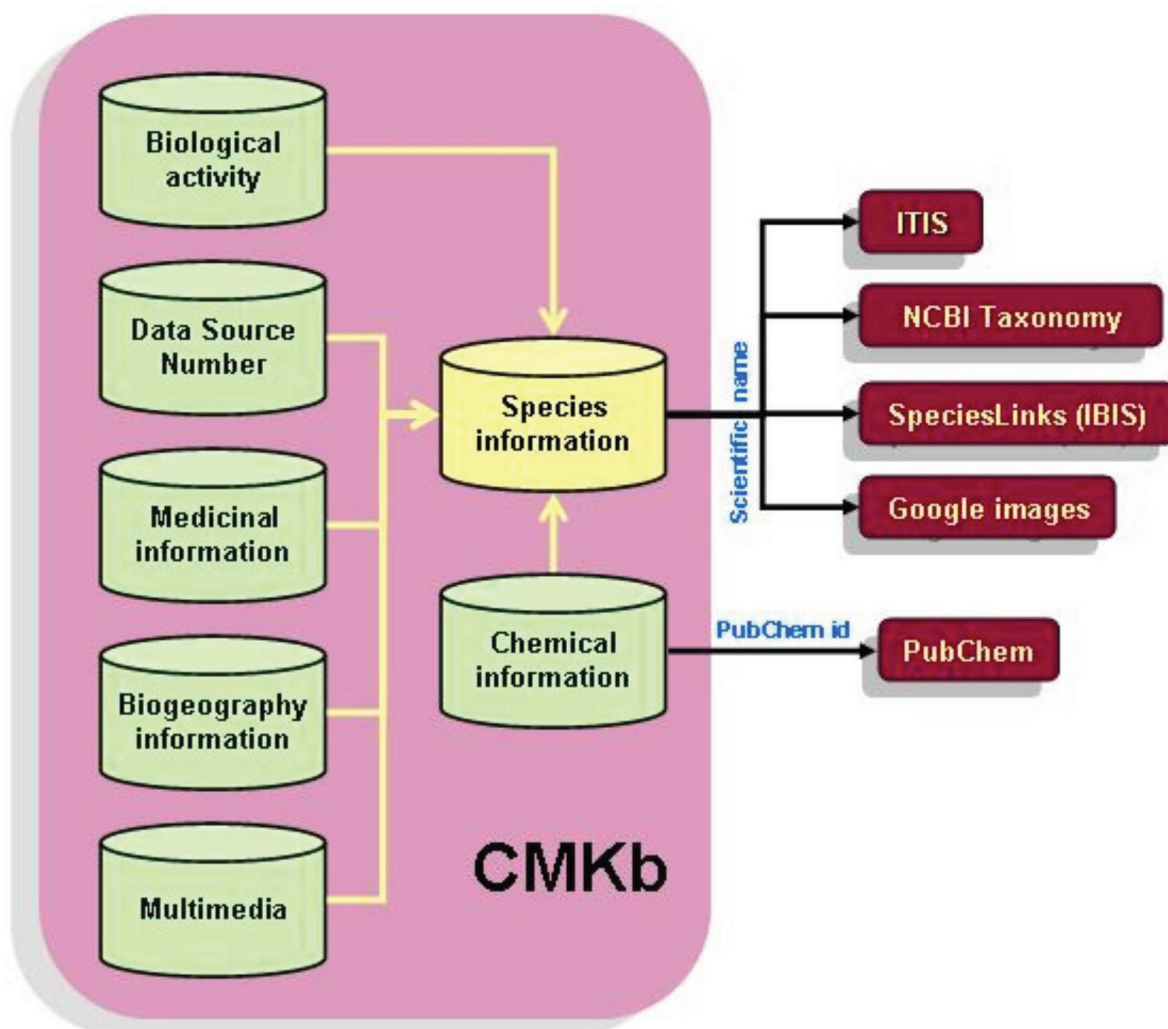 Biological
activity
Data Source
Number
Medicinal
information
Biogeography
information
Multimedia
Species
information
Chemical
information
CMKb
Scientific name
ITIS
NCBI Taxonomy
SpeciesLinks (IBIS)
Google images
PubChem id
PubChem